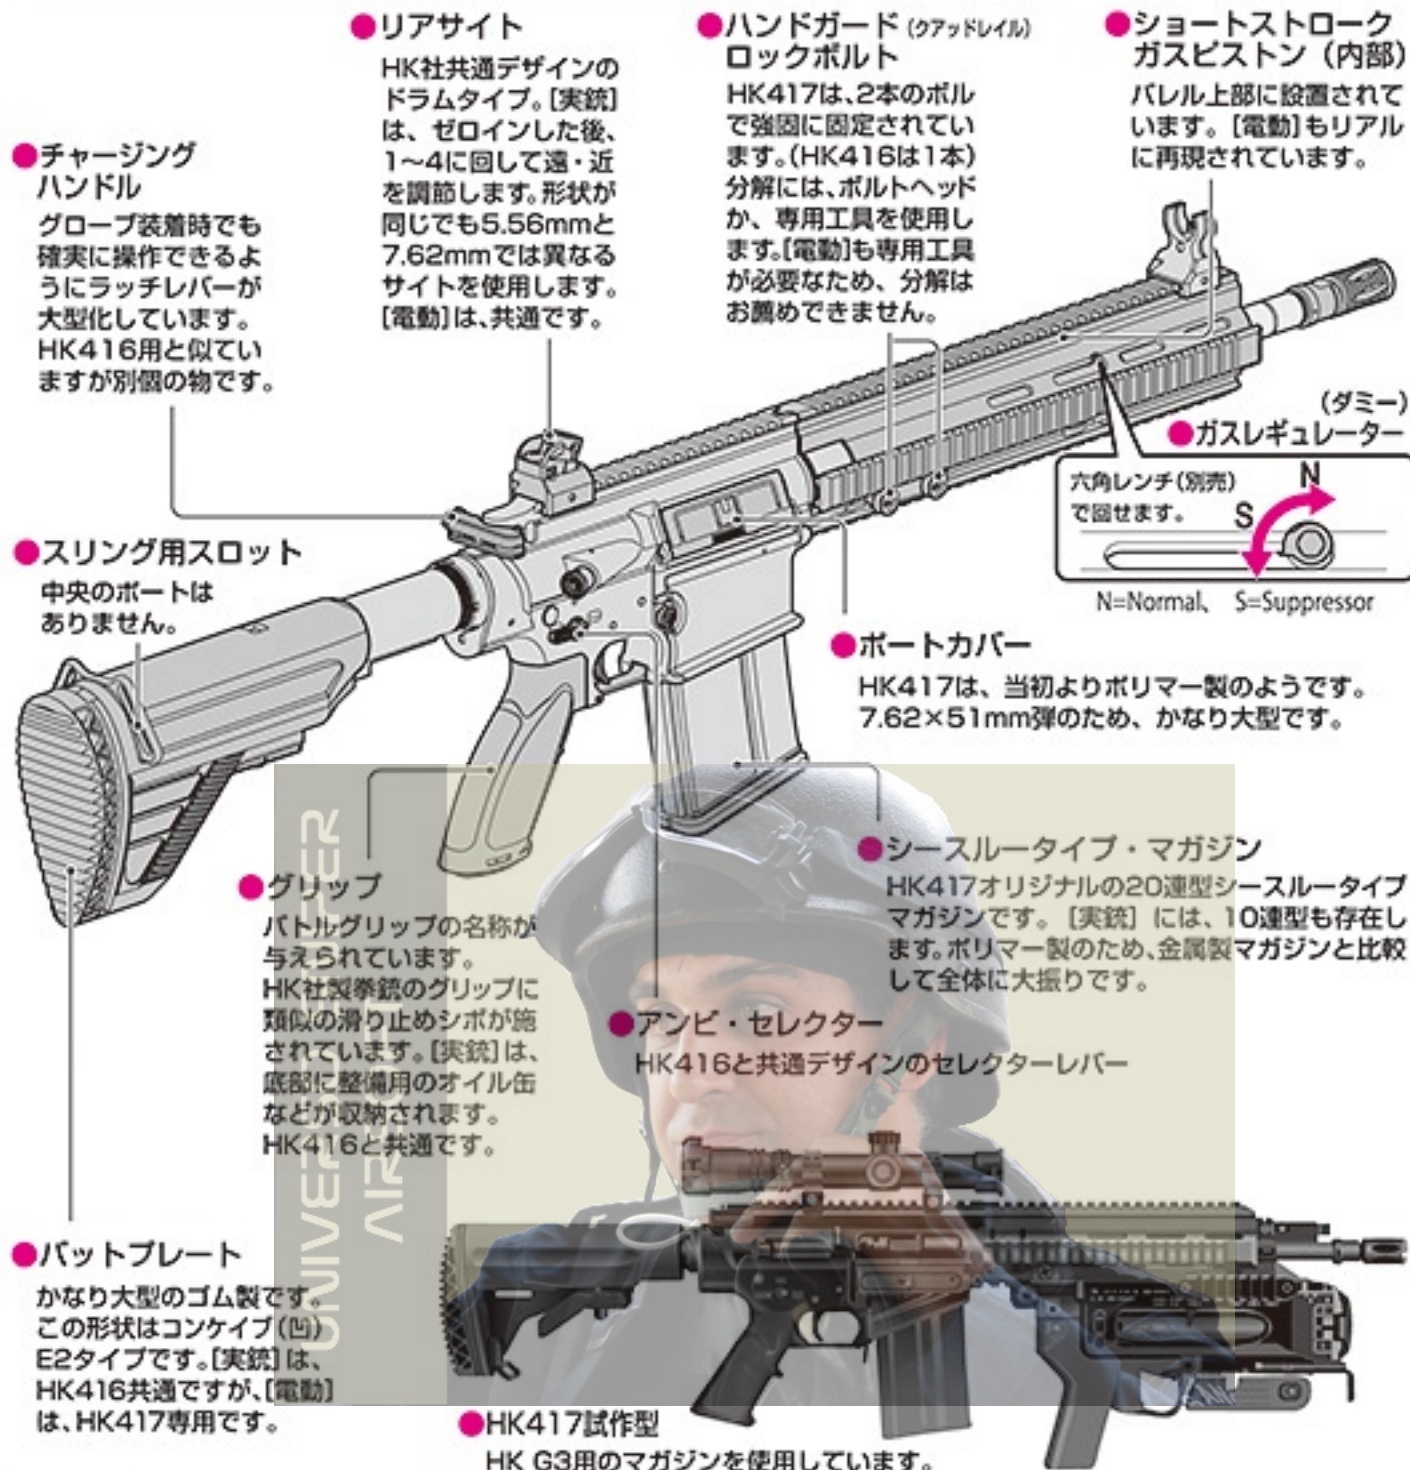 ●リアサイト
HK社共通デザインの
ドラムタイプ。[実銃]
は、ゼロインした後、
1〜4に回して遠・近
を調節します。形状が
同じでも5.56mmと
7.62mmでは異なる
サイトを使用します。
[電動]は、共通です。
●ハンドガード(クアッドレイル)
ロックボルト
HK417は、2本のボル
で強固に固定されてい
ます。(HK416は1本)
分解には、ボルトヘッド
か、専用工具を使用し
ます。[電動]も専用工具
が必要なため、分解は
お薦めできません。
●ショートストローク
ガスピストン(内部)
バレル上部に設置されて
います。[電動]もリアル
に再現されています。
●チャージング
ハンドル
グローブ装着時でも
確実に操作できるよ
うにラッチレバーが
大型化しています。
HK416用と似てい
ますが別個の物です。
(ダミー)
●ガスレギュレーター
六角レンチ(別売)
で回せます。
N
S
N=Normal、 S=Suppressor
●スリング用スロット
中央のポートは
ありません。
●ポートカバー
HK417は、当初よりポリマー製のようです。
7.62×51mm弾のため、かなり大型です。
●シースルータイプ・マガジン
HK417オリジナルの20連型シースルータイプ
マガジンです。[実銃]には、10連型も存在し
ます。ポリマー製のため、金属製マガジンと比較
して全体に大振りです。
●グリップ
バトルグリップの名称が
与えられています。
HK社製拳銃のグリップに
類似の滑り止めシボが施
されています。[実銃]は、
底部に整備用のオイル缶
などが収納されます。
HK416と共通です。
●アンビ・セレクター
HK416と共通デザインのセレクターレバー
●バットプレート
かなり大型のゴム製です。
この形状はコンケイブ(凹)
E2タイプです。[実銃]は、
HK416共通ですが、[電動]
は、HK417専用です。
●HK417試作型
HK G3用のマガジンを使用しています。
AIRSOFT